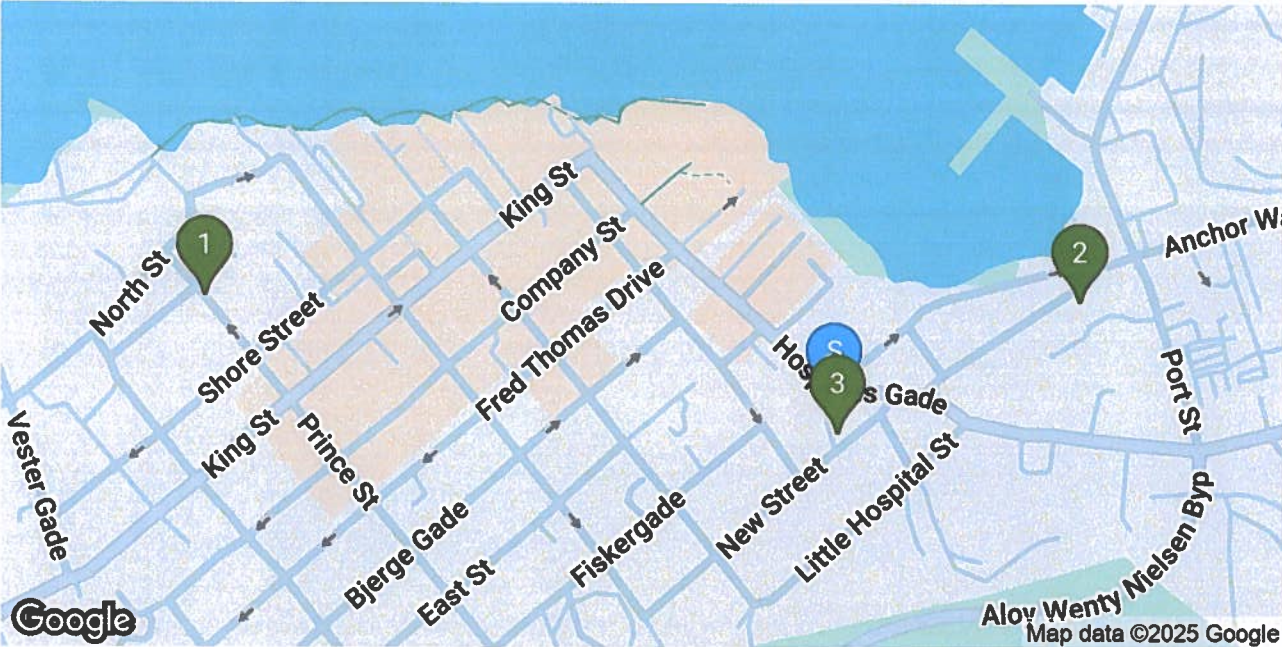 North St
1
Shore Street
King St
Company St
Fred Thomas Drive
King St
Prince St
Vester Gade
Bjerge Gade
East St
Fiskergade
New Street
Little Hospital St
S
3
s Gade
2
Anchor Wa
Port St
Aloy Wenty Nielsen Byp
Google
Map data ©2025 Google